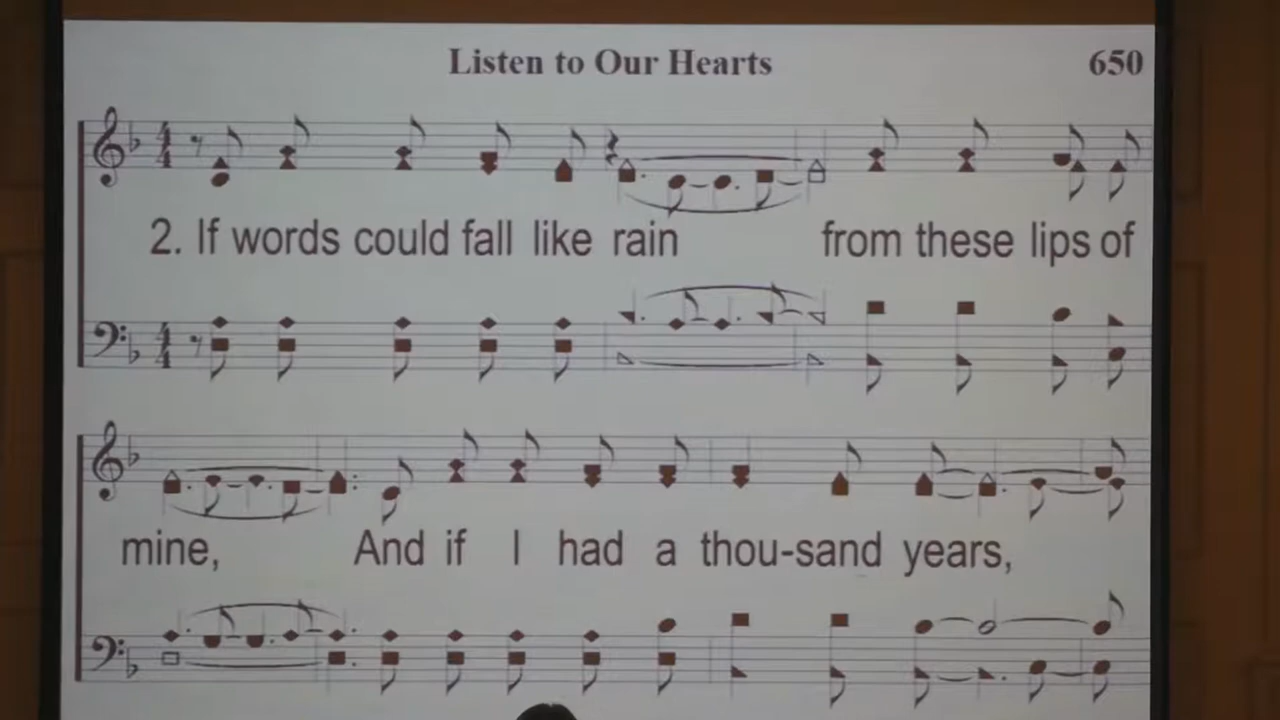 Listen to Our Hearts 650
2. If words could fall like rain from these lips of
mine, And if I had a thou-sand years,